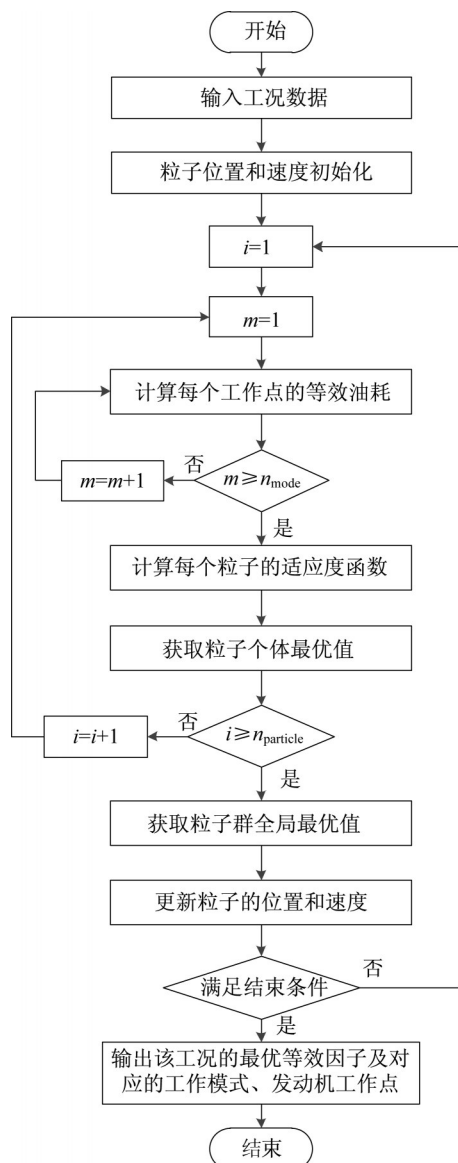 开始
输入工况数据
粒子位置和速度初始化
i=1
m=1
计算每个工作点的等效油耗
m≥n_mode
否
m=m+1
是
计算每个粒子的适应度函数
获取粒子个体最优值
i≥n_particle
否
i=i+1
是
获取粒子群全局最优值
更新粒子的位置和速度
满足结束条件
否
是
输出该工况的最优等效因子及对
应的工作模式、发动机工作点
结束